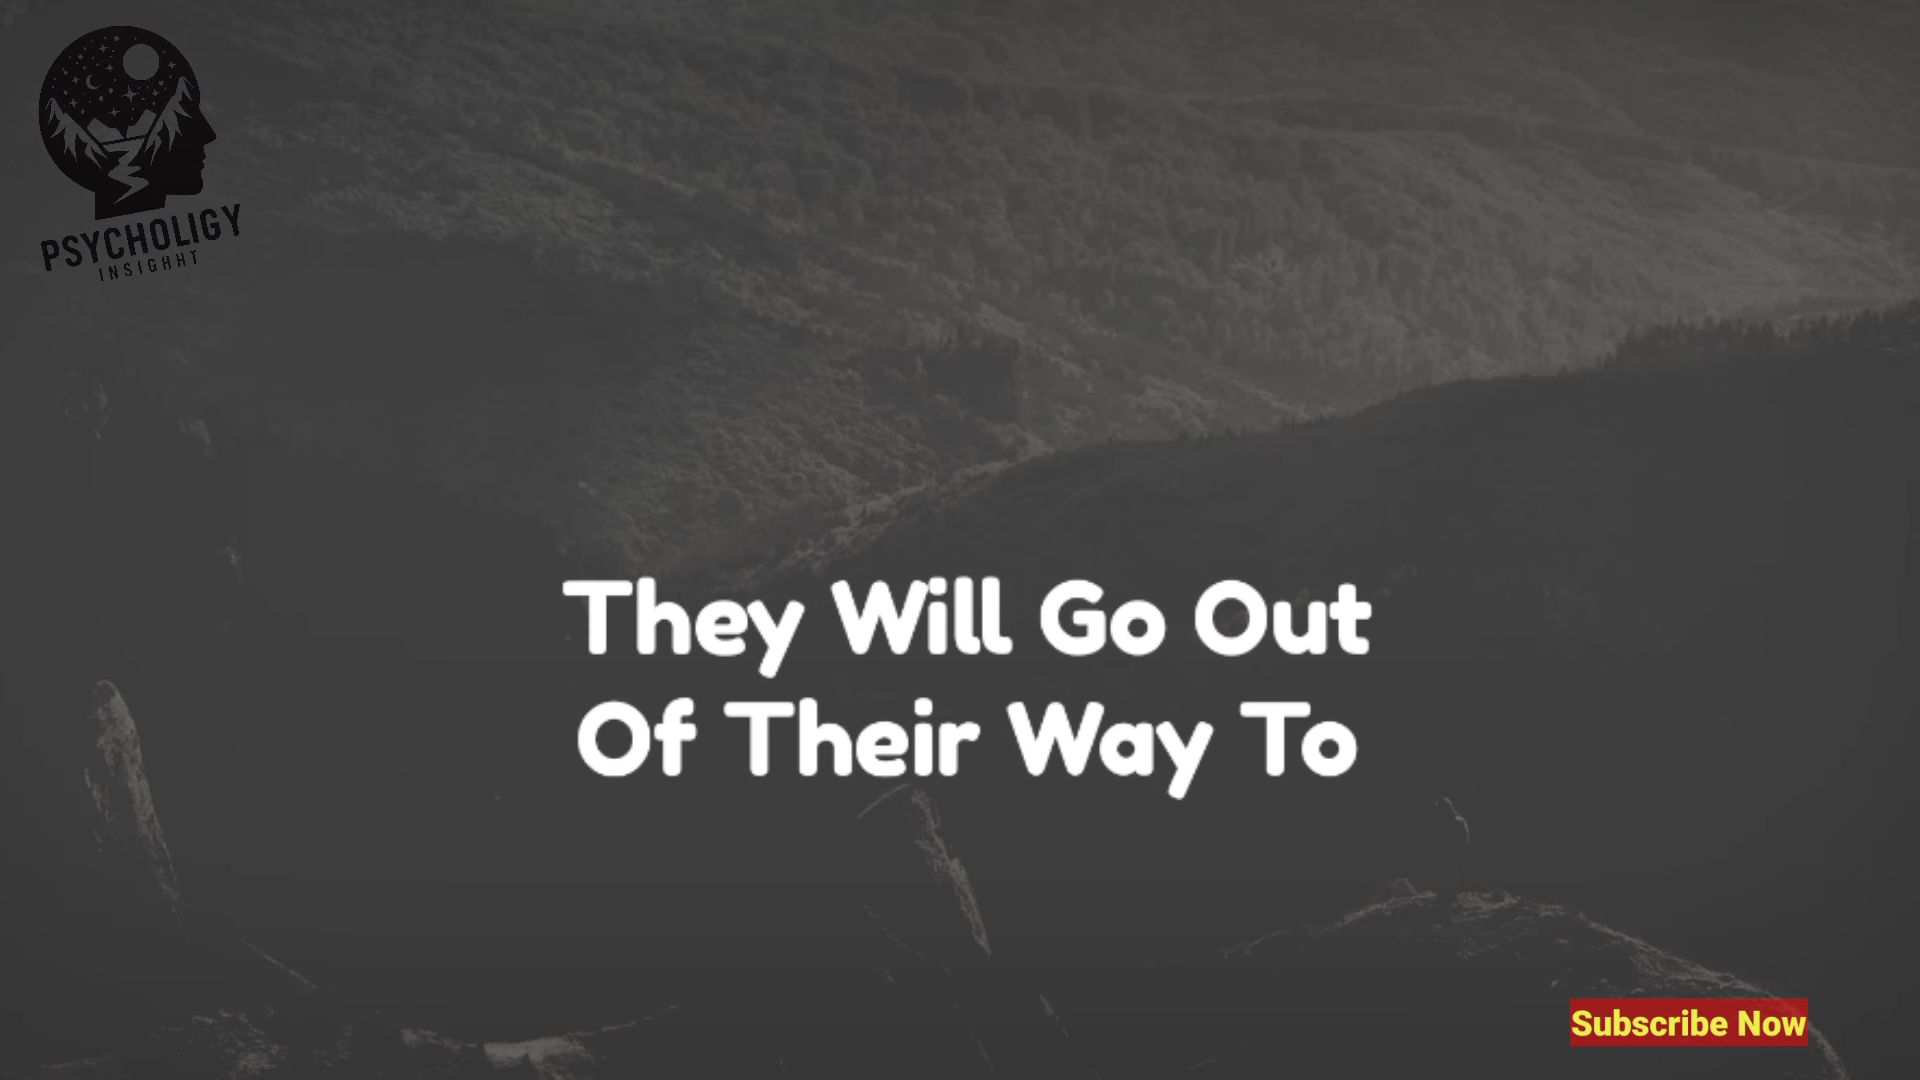 PSYCHOLIGY
INSIGHHT
They Will Go Out
Of Their Way To
Subscribe Now